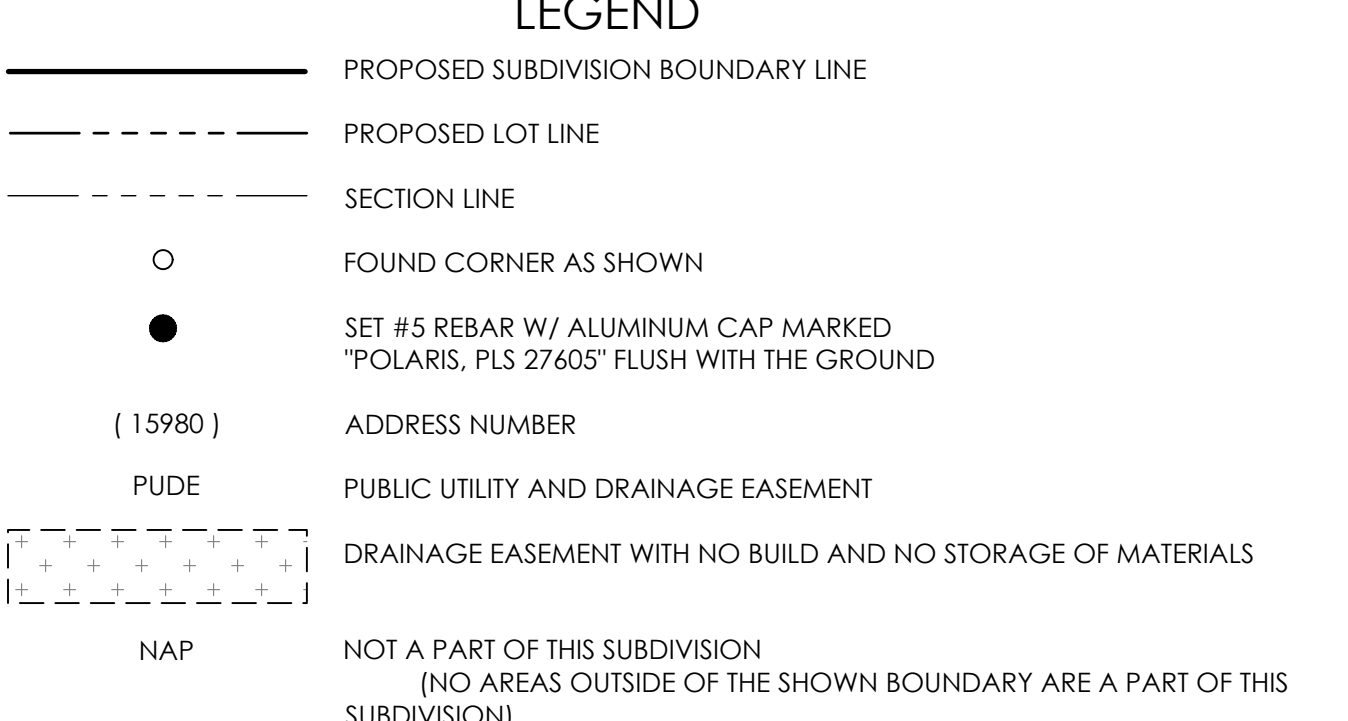 LEGEND
PROPOSED SUBDIVISION BOUNDARY LINE
PROPOSED LOT LINE
SECTION LINE
FOUND CORNER AS SHOWN
SET #5 REBAR W/ ALUMINUM CAP MARKED
"POLARIS, PLS 27605" FLUSH WITH THE GROUND
( 15980 ) ADDRESS NUMBER
PUDE PUBLIC UTILITY AND DRAINAGE EASEMENT
DRAINAGE EASEMENT WITH NO BUILD AND NO STORAGE OF MATERIALS
NAP NOT A PART OF THIS SUBDIVISION
(NO AREAS OUTSIDE OF THE SHOWN BOUNDARY ARE A PART OF THIS
SUBDIVISION)